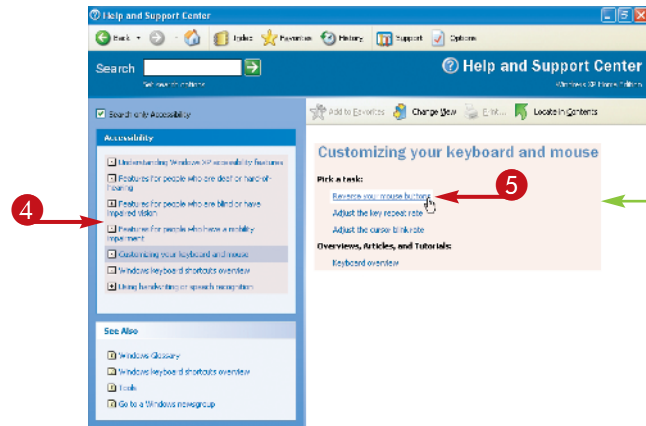 Help and Support Center
Back Index Favorites History Support Options
Search
Set search options
Help and Support Center
Windows XP Home Edition
Search only Accessibility
Add to Favorites Change View Print... Locate in Contents
Accessibility
Understanding Windows XP accessibility features
Features for people who are deaf or hard-of-
hearing
Features for people who are blind or have
impaired vision
Features for people who have a mobility
impairment
Customizing your keyboard and mouse
Windows keyboard shortcuts overview
Using handwriting or speech recognition
4
Customizing your keyboard and mouse
Pick a task:
Reverse your mouse buttons
5
Adjust the key repeat rate
Adjust the cursor blink rate
Overviews, Articles, and Tutorials:
Keyboard overview
See Also
Windows Glossary
Windows keyboard shortcuts overview
Tools
Go to a Windows newsgroup